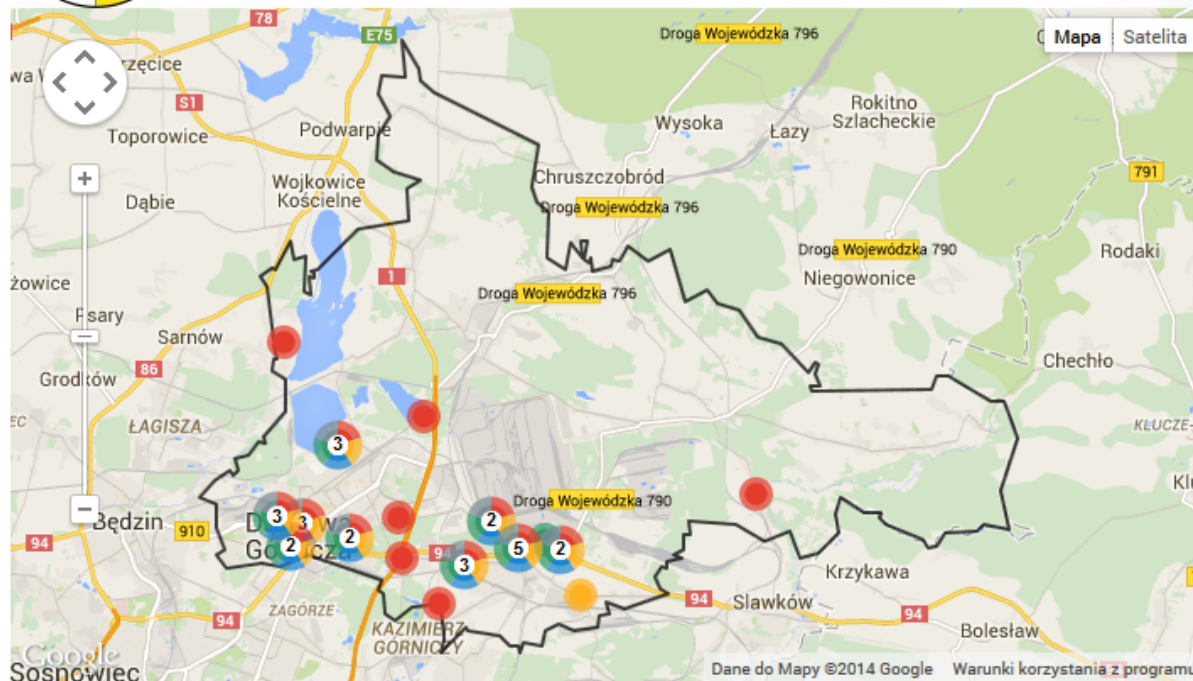 78
E75
Droga Wojewódzka 796
Mapa
Satelita
S1
Toporowice
Podwarpie
Wysoka
Łazy
Rokitno
Szlacheckie
791
Chruszczobród
Wojkowice
Kościelne
Dąbie
Droga Wojewódzka 796
Droga Wojewódzka 790
Rodaki
Niegowonice
1
Droga Wojewódzka 796
Psary
Sarnów
86
Grodków
Chechło
ŁAGISZA
KLUCZE-
3
Droga Wojewódzka 790
Będzin
910
3
3
2
2
2
94
94
5
2
3
Krzykawa
ZAGÓRZE
94
Sławków
94
94
KAZIMIERZ
GÓRNICZY
Bolesław
Google
Sosnowiec
Dane do Mapy ©2014 Google
Warunki korzystania z programu